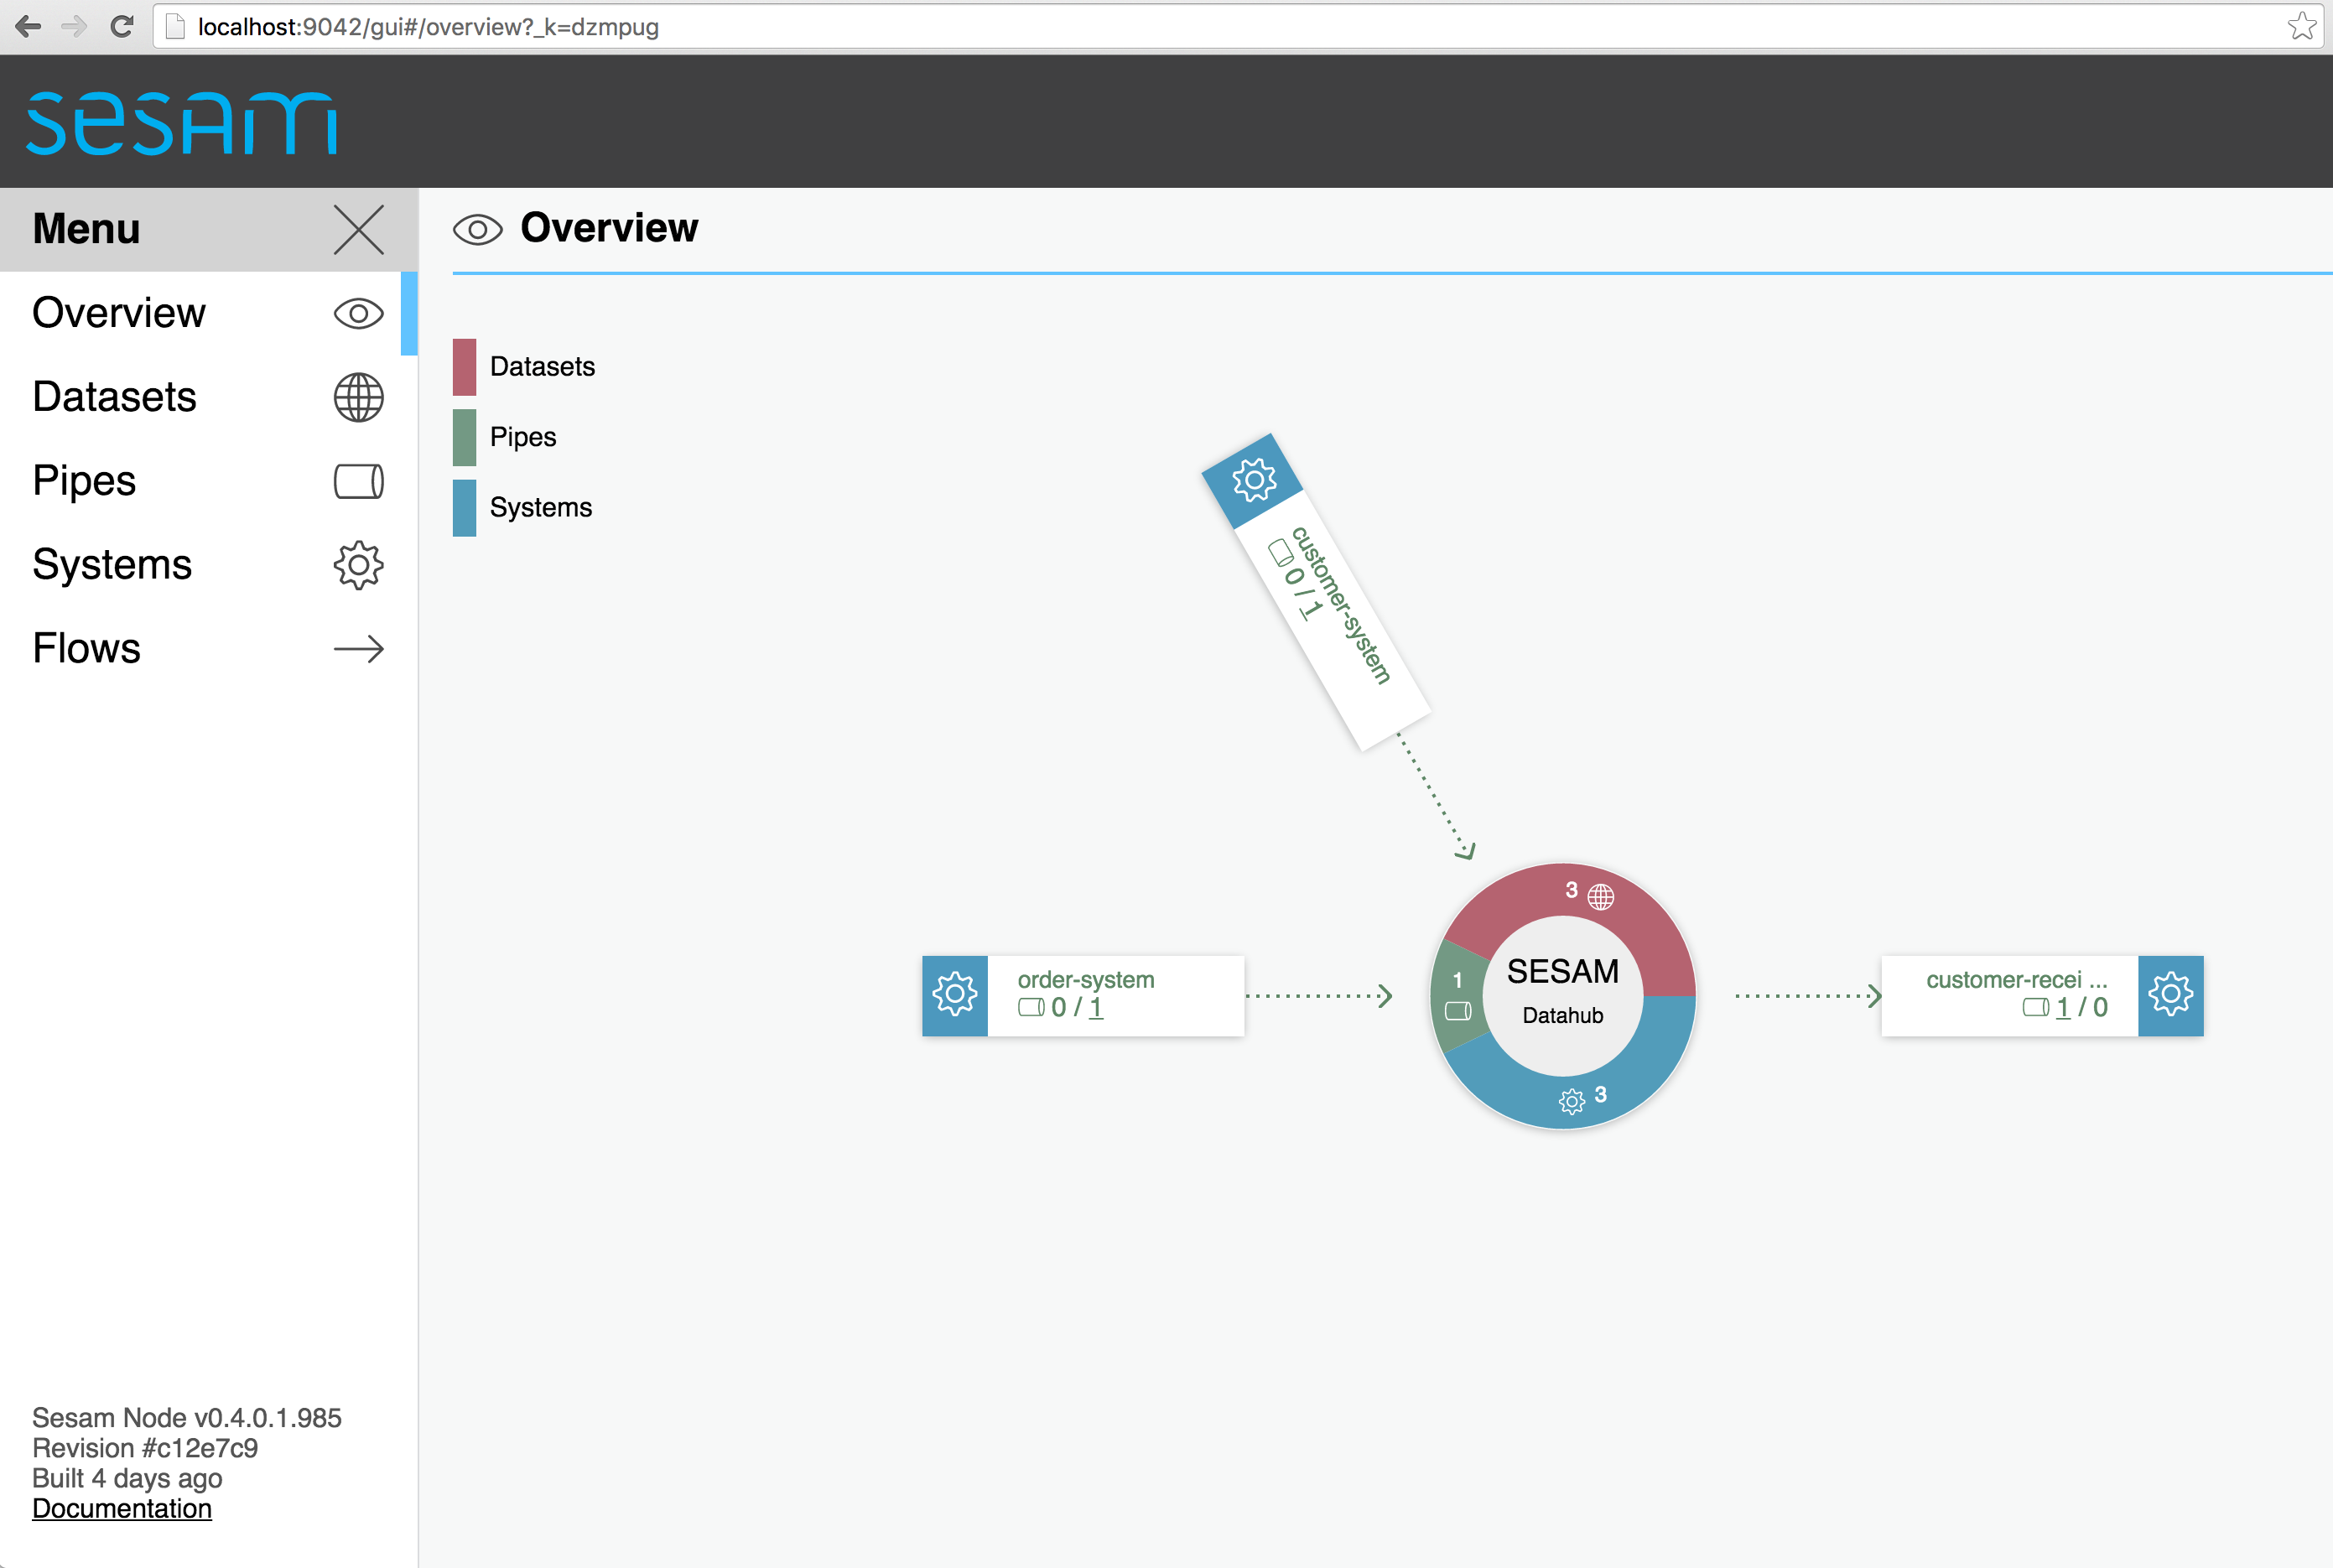 localhost:9042/gui#/overview?_k=dzmpug
sesam
Menu
Overview
Datasets
Pipes
Systems
Flows
Sesam Node v0.4.0.1.985
Revision #c12e7c9
Built 4 days ago
Documentation
Overview
Datasets
Pipes
Systems
customer-system
0 / 1
order-system
0 / 1
3
1
SESAM
Datahub
3
customer-recei ...
1 / 0